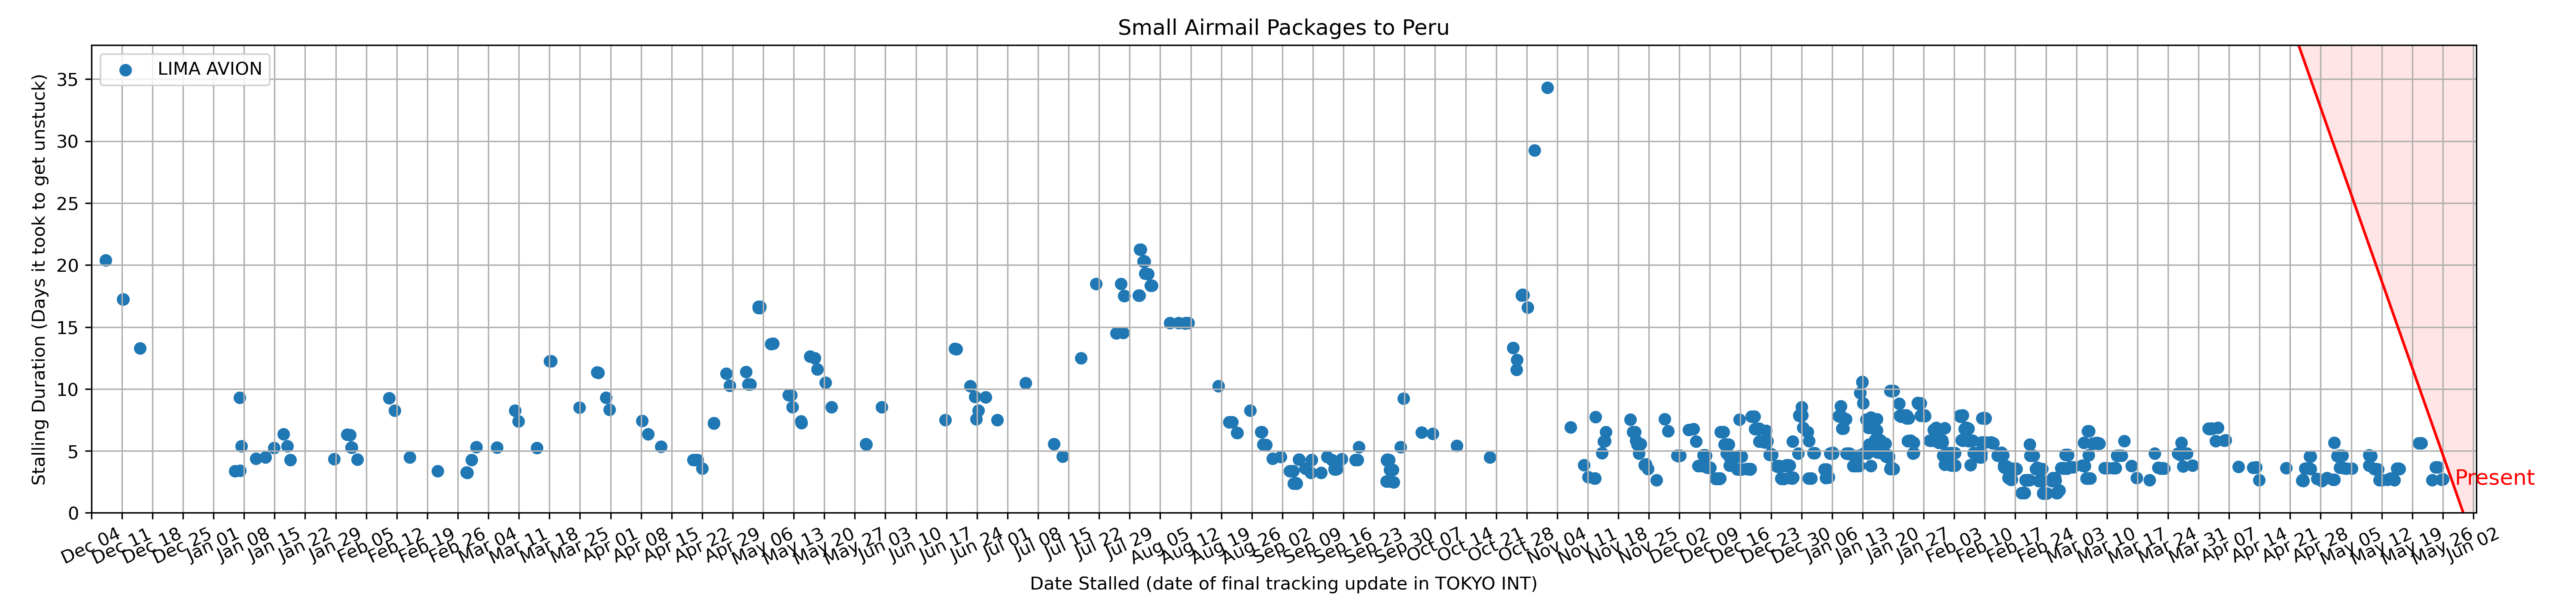 Small Airmail Packages to Peru
LIMA AVION
Stalling Duration (Days it took to get unstuck)
35
30
25
20
15
10
5
0
Present
Dec 04 Dec 11 Dec 18 Dec 25 Jan 01 Jan 08 Jan 15 Jan 22 Jan 29 Feb 05 Feb 12 Feb 19 Feb 26 Mar 04 Mar 11 Mar 18 Mar 25 Apr 01 Apr 08 Apr 15 Apr 22 Apr 29 May 06 May 13 May 20 May 27 Jun 03 Jun 10 Jun 17 Jun 24 Jul 01 Jul 08 Jul 15 Jul 22 Jul 29 Aug 05 Aug 12 Aug 19 Aug 26 Sep 02 Sep 09 Sep 16 Sep 23 Sep 30 Oct 07 Oct 14 Oct 21 Oct 28 Nov 04 Nov 11 Nov 18 Nov 25 Dec 02 Dec 09 Dec 16 Dec 23 Dec 30 Jan 06 Jan 13 Jan 20 Jan 27 Feb 03 Feb 10 Feb 17 Feb 24 Mar 03 Mar 10 Mar 17 Mar 24 Mar 31 Apr 07 Apr 14 Apr 21 Apr 28 May 05 May 12 May 19 May 26 Jun 02
Date Stalled (date of final tracking update in TOKYO INT)